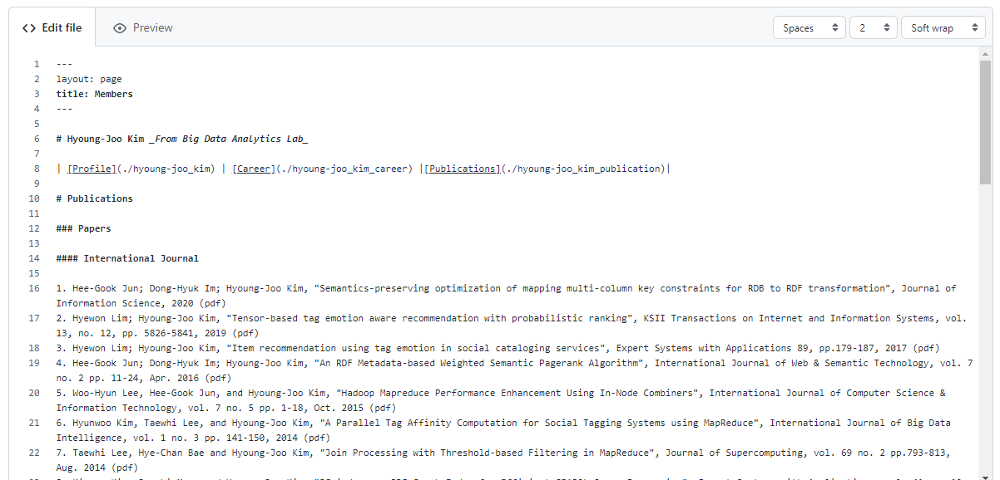 Edit file
Preview
Spaces
2
Soft wrap
1 ---
2 layout: page
3 title: Members
4 ---
5
6 # Hyoung-Joo Kim _From Big Data Analytics Lab_
7
8 | [Profile](./hyoung-joo_kim) | [Career](./hyoung-joo_kim_career) |[Publications](./hyoung-joo_kim_publication)|
9
10 # Publications
11
12 ### Papers
13
14 #### International Journal
15
16 1. Hee-Gook Jun; Dong-Hyuk Im; Hyoung-Joo Kim, "Semantics-preserving optimization of mapping multi-column key constraints for RDB to RDF transformation", Journal of
Information Science, 2020 (pdf)
17 2. Hyewon Lim; Hyoung-Joo Kim, "Tensor-based tag emotion aware recommendation with probabilistic ranking", KSII Transactions on Internet and Information Systems, vol.
13, no. 12, pp. 5826-5841, 2019 (pdf)
18 3. Hyewon Lim; Hyoung-Joo Kim, "Item recommendation using tag emotion in social cataloging services", Expert Systems with Applications 89, pp.179-187, 2017 (pdf)
19 4. Hee-Gook Jun; Dong-Hyuk Im; Hyoung-Joo Kim, "An RDF Metadata-based Weighted Semantic Pagerank Algorithm", International Journal of Web & Semantic Technology, vol. 7
no. 2 pp. 11-24, Apr. 2016 (pdf)
20 5. Woo-Hyun Lee, Hee-Gook Jun, and Hyoung-Joo Kim, "Hadoop Mapreduce Performance Enhancement Using In-Node Combiners", International Journal of Computer Science &
Information Technology, vol. 7 no. 5 pp. 1-18, Oct. 2015 (pdf)
21 6. Hyunwoo Kim, Taewhi Lee, and Hyoung-Joo Kim, "A Parallel Tag Affinity Computation for Social Tagging Systems using MapReduce", International Journal of Big Data
Intelligence, vol. 1 no. 3 pp. 141-150, 2014 (pdf)
22 7. Taewhi Lee, Hye-Chan Bae and Hyoung-Joo Kim, "Join Processing with Threshold-based Filtering in MapReduce", Journal of Supercomputing, vol. 69 no. 2 pp.793-813,
Aug. 2014 (pdf)